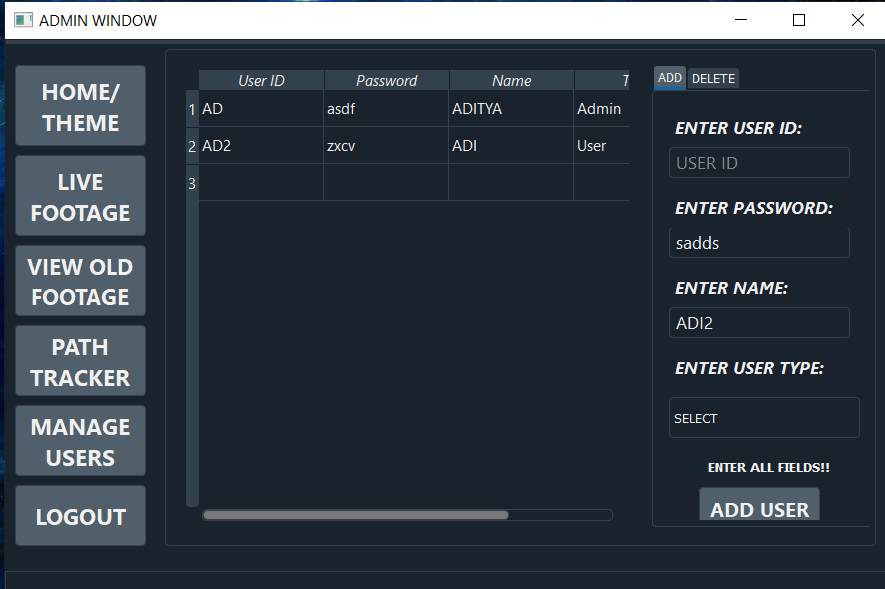 ADMIN WINDOW
HOME/
THEME
LIVE
FOOTAGE
VIEW OLD
FOOTAGE
PATH
TRACKER
MANAGE
USERS
LOGOUT
User ID Password Name T
1 AD asdf ADITYA Admin
2 AD2 zxcv ADI User
3
ADD DELETE
ENTER USER ID:
USER ID
ENTER PASSWORD:
sadds
ENTER NAME:
ADI2
ENTER USER TYPE:
SELECT
ENTER ALL FIELDS!!
ADD USER